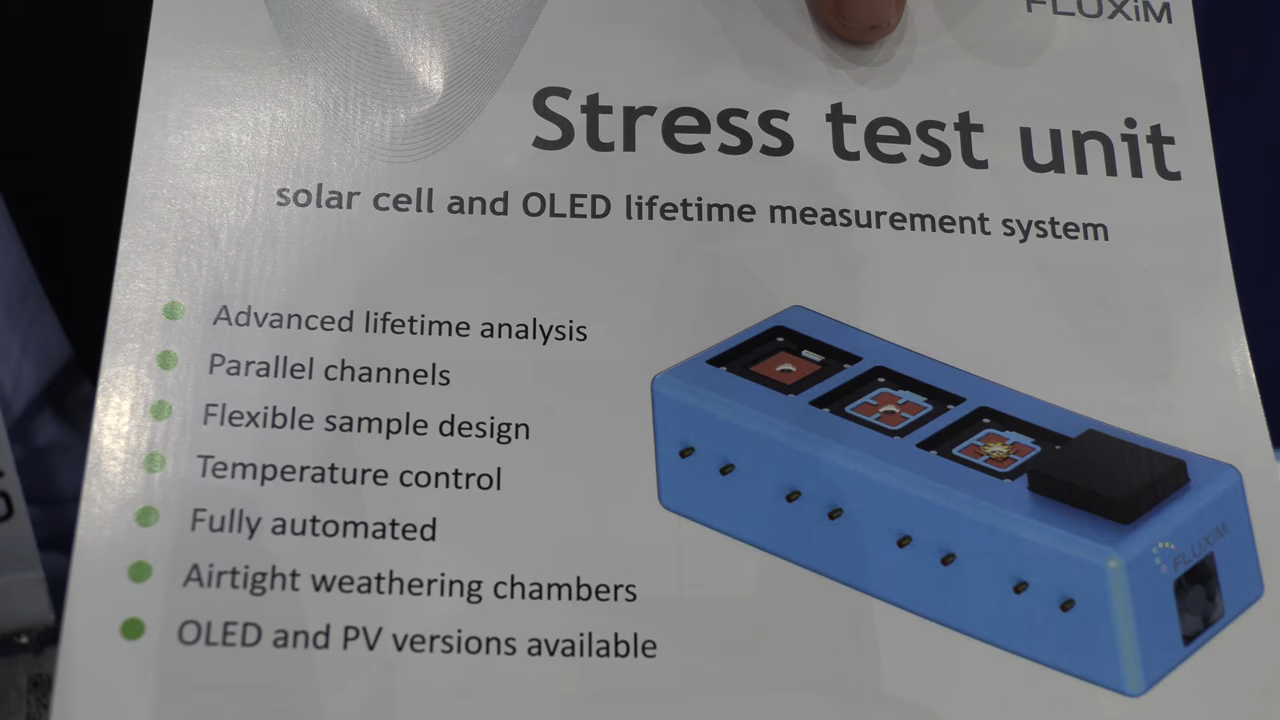 FLUXiM
Stress test unit
solar cell and OLED lifetime measurement system
Advanced lifetime analysis
Parallel channels
Flexible sample design
Temperature control
Fully automated
Airtight weathering chambers
OLED and PV versions available
FLUXiM